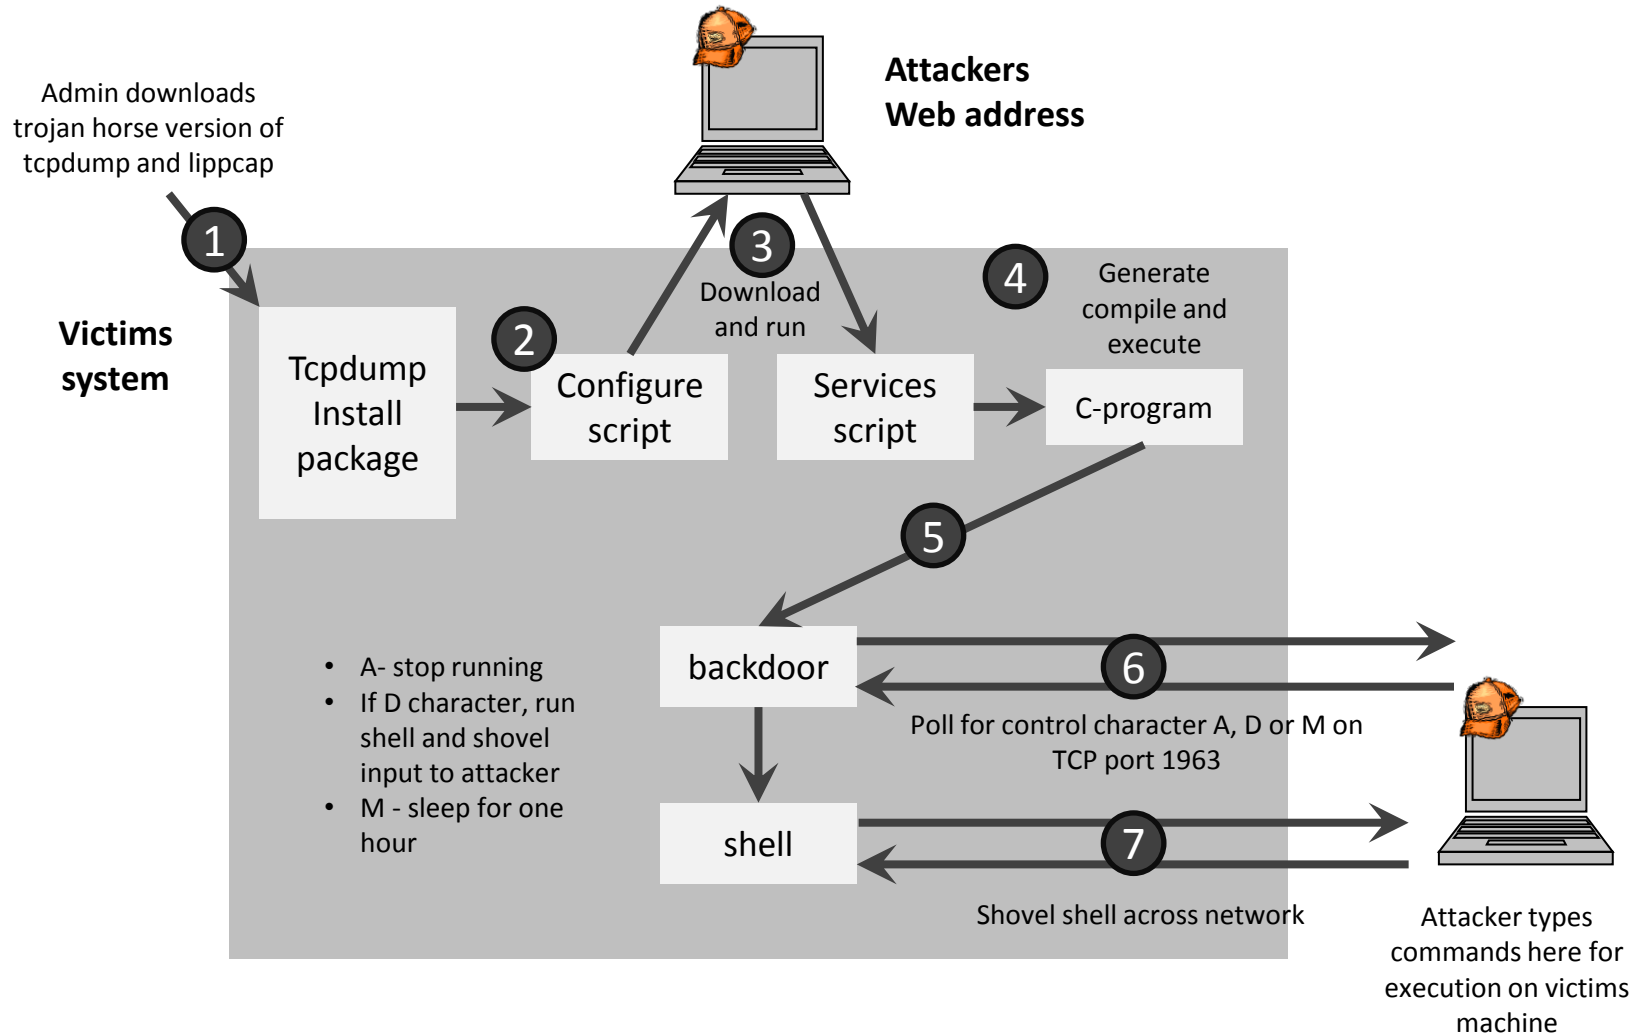 Attackers
Web address
Admin downloads
trojan horse version of
tcpdump and lippcap
1
3
4
Generate
compile and
execute
Download
and run
Victims
system
2
Tcpdump
Install
package
Configure
script
Services
script
C-program
5
backdoor
6
• A- stop running
• If D character, run
shell and shovel
input to attacker
• M - sleep for one
hour
Poll for control character A, D or M on
TCP port 1963
shell
7
Shovel shell across network
Attacker types
commands here for
execution on victims
machine